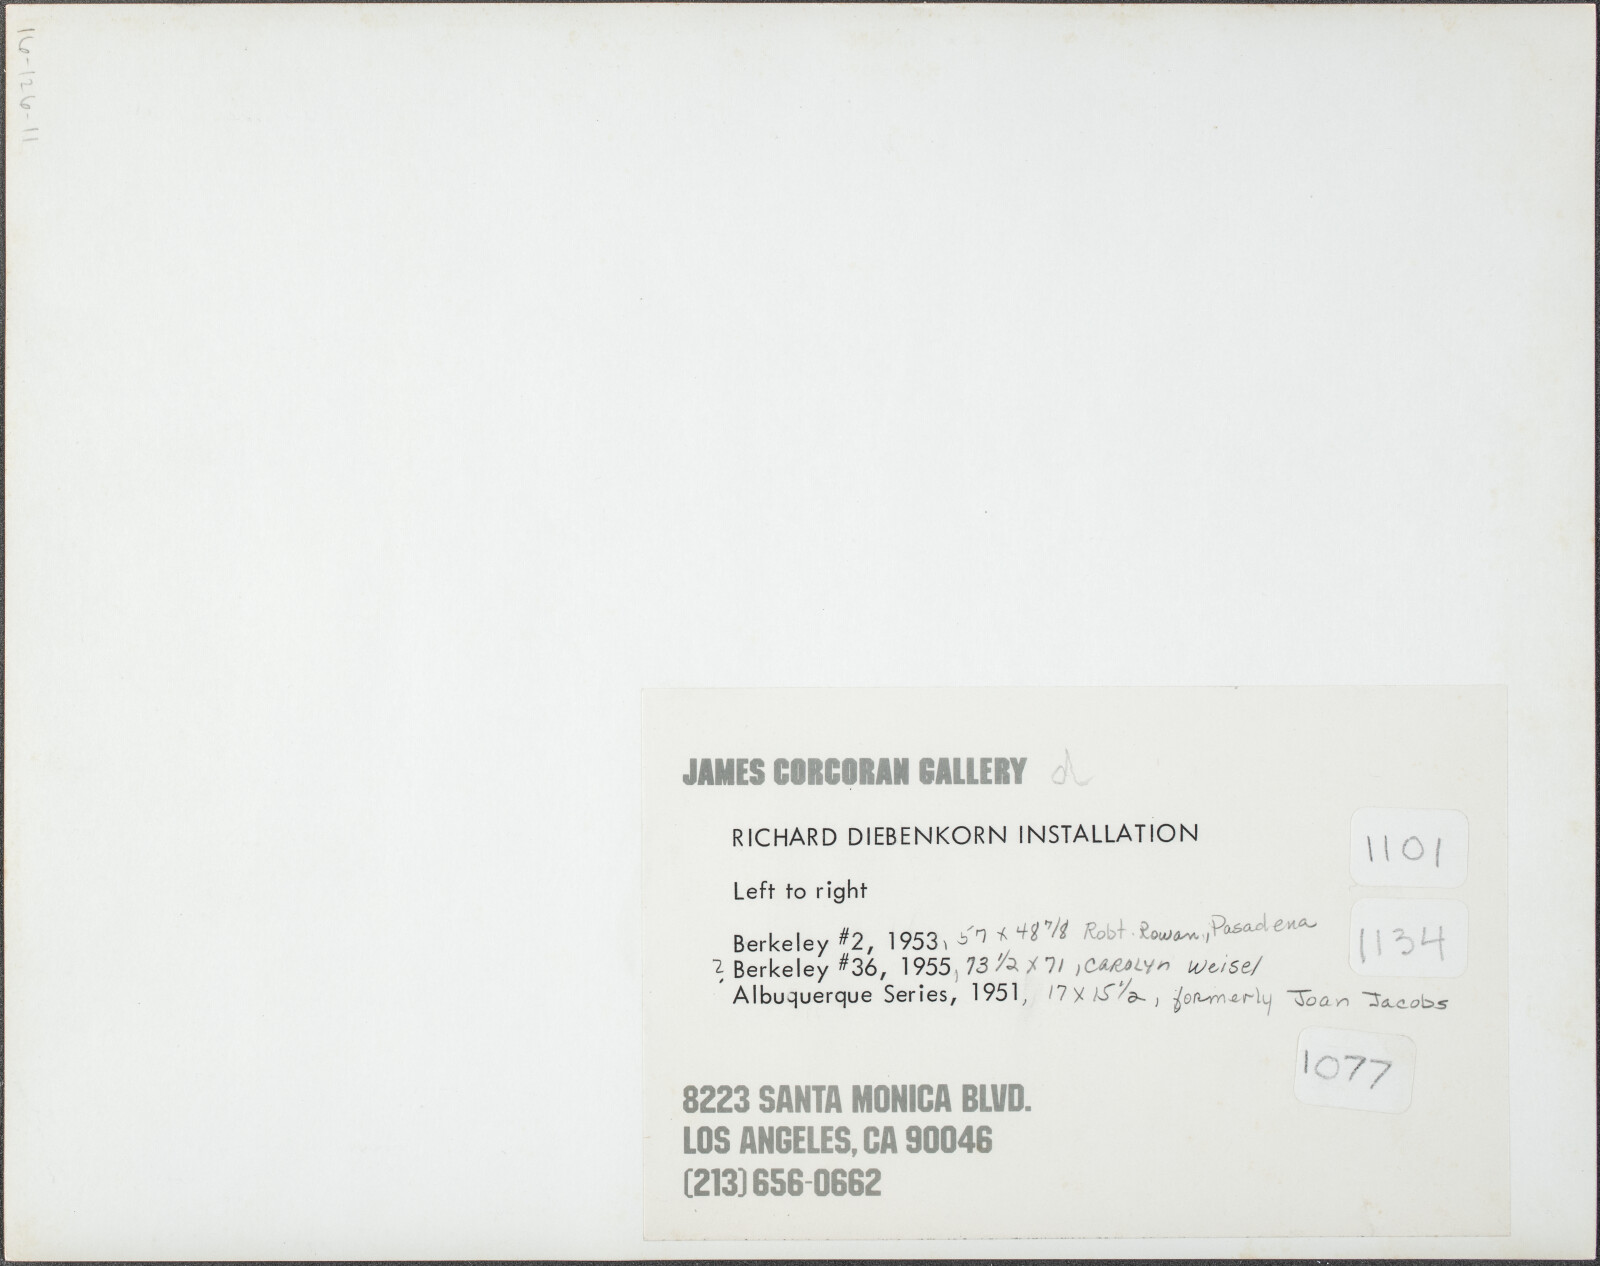 16-126-11
JAMES CORCORAN GALLERY d
RICHARD DIEBENKORN INSTALLATION
1101
Left to right
Berkeley #2, 1953, 57 x 48 7/8 Robt. Rowan, Pasadena
1134
? Berkeley #36, 1955, 73 1/2 x 71, CAROLYn Weisel
Albuquerque Series, 1951, 17 x 15 1/2, formerly Joan Jacobs
1077
8223 SANTA MONICA BLVD.
LOS ANGELES, CA 90046
(213) 656-0662